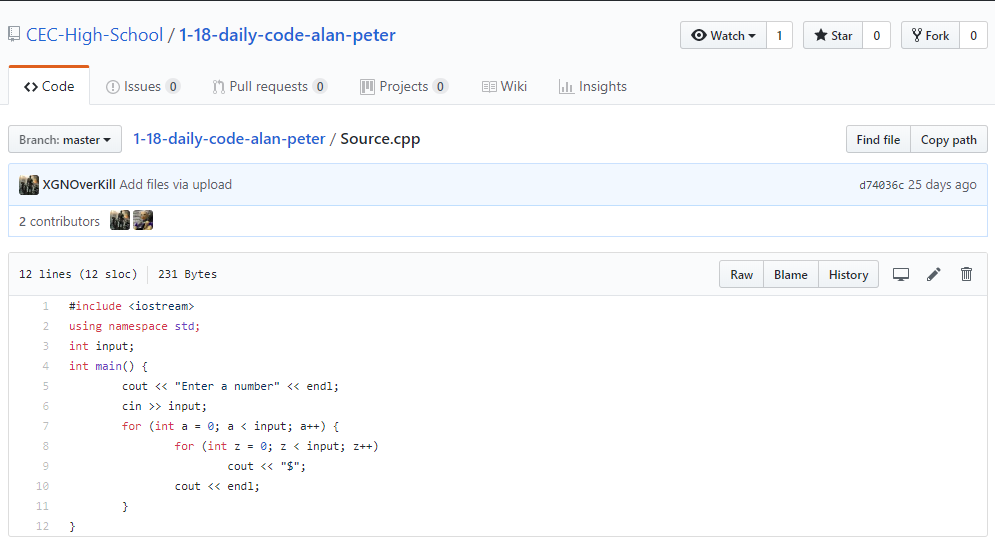 CEC-High-School / 1-18-daily-code-alan-peter
Watch 1 Star 0 Fork 0
Code Issues 0 Pull requests 0 Projects 0 Wiki Insights
Branch: master 1-18-daily-code-alan-peter / Source.cpp Find file Copy path
XGNOverKill Add files via upload d74036c 25 days ago
2 contributors
12 lines (12 sloc) 231 Bytes Raw Blame History
1 #include <iostream>
2 using namespace std;
3 int input;
4 int main() {
5 cout << "Enter a number" << endl;
6 cin >> input;
7 for (int a = 0; a < input; a++) {
8 for (int z = 0; z < input; z++)
9 cout << "$";
10 cout << endl;
11 }
12 }